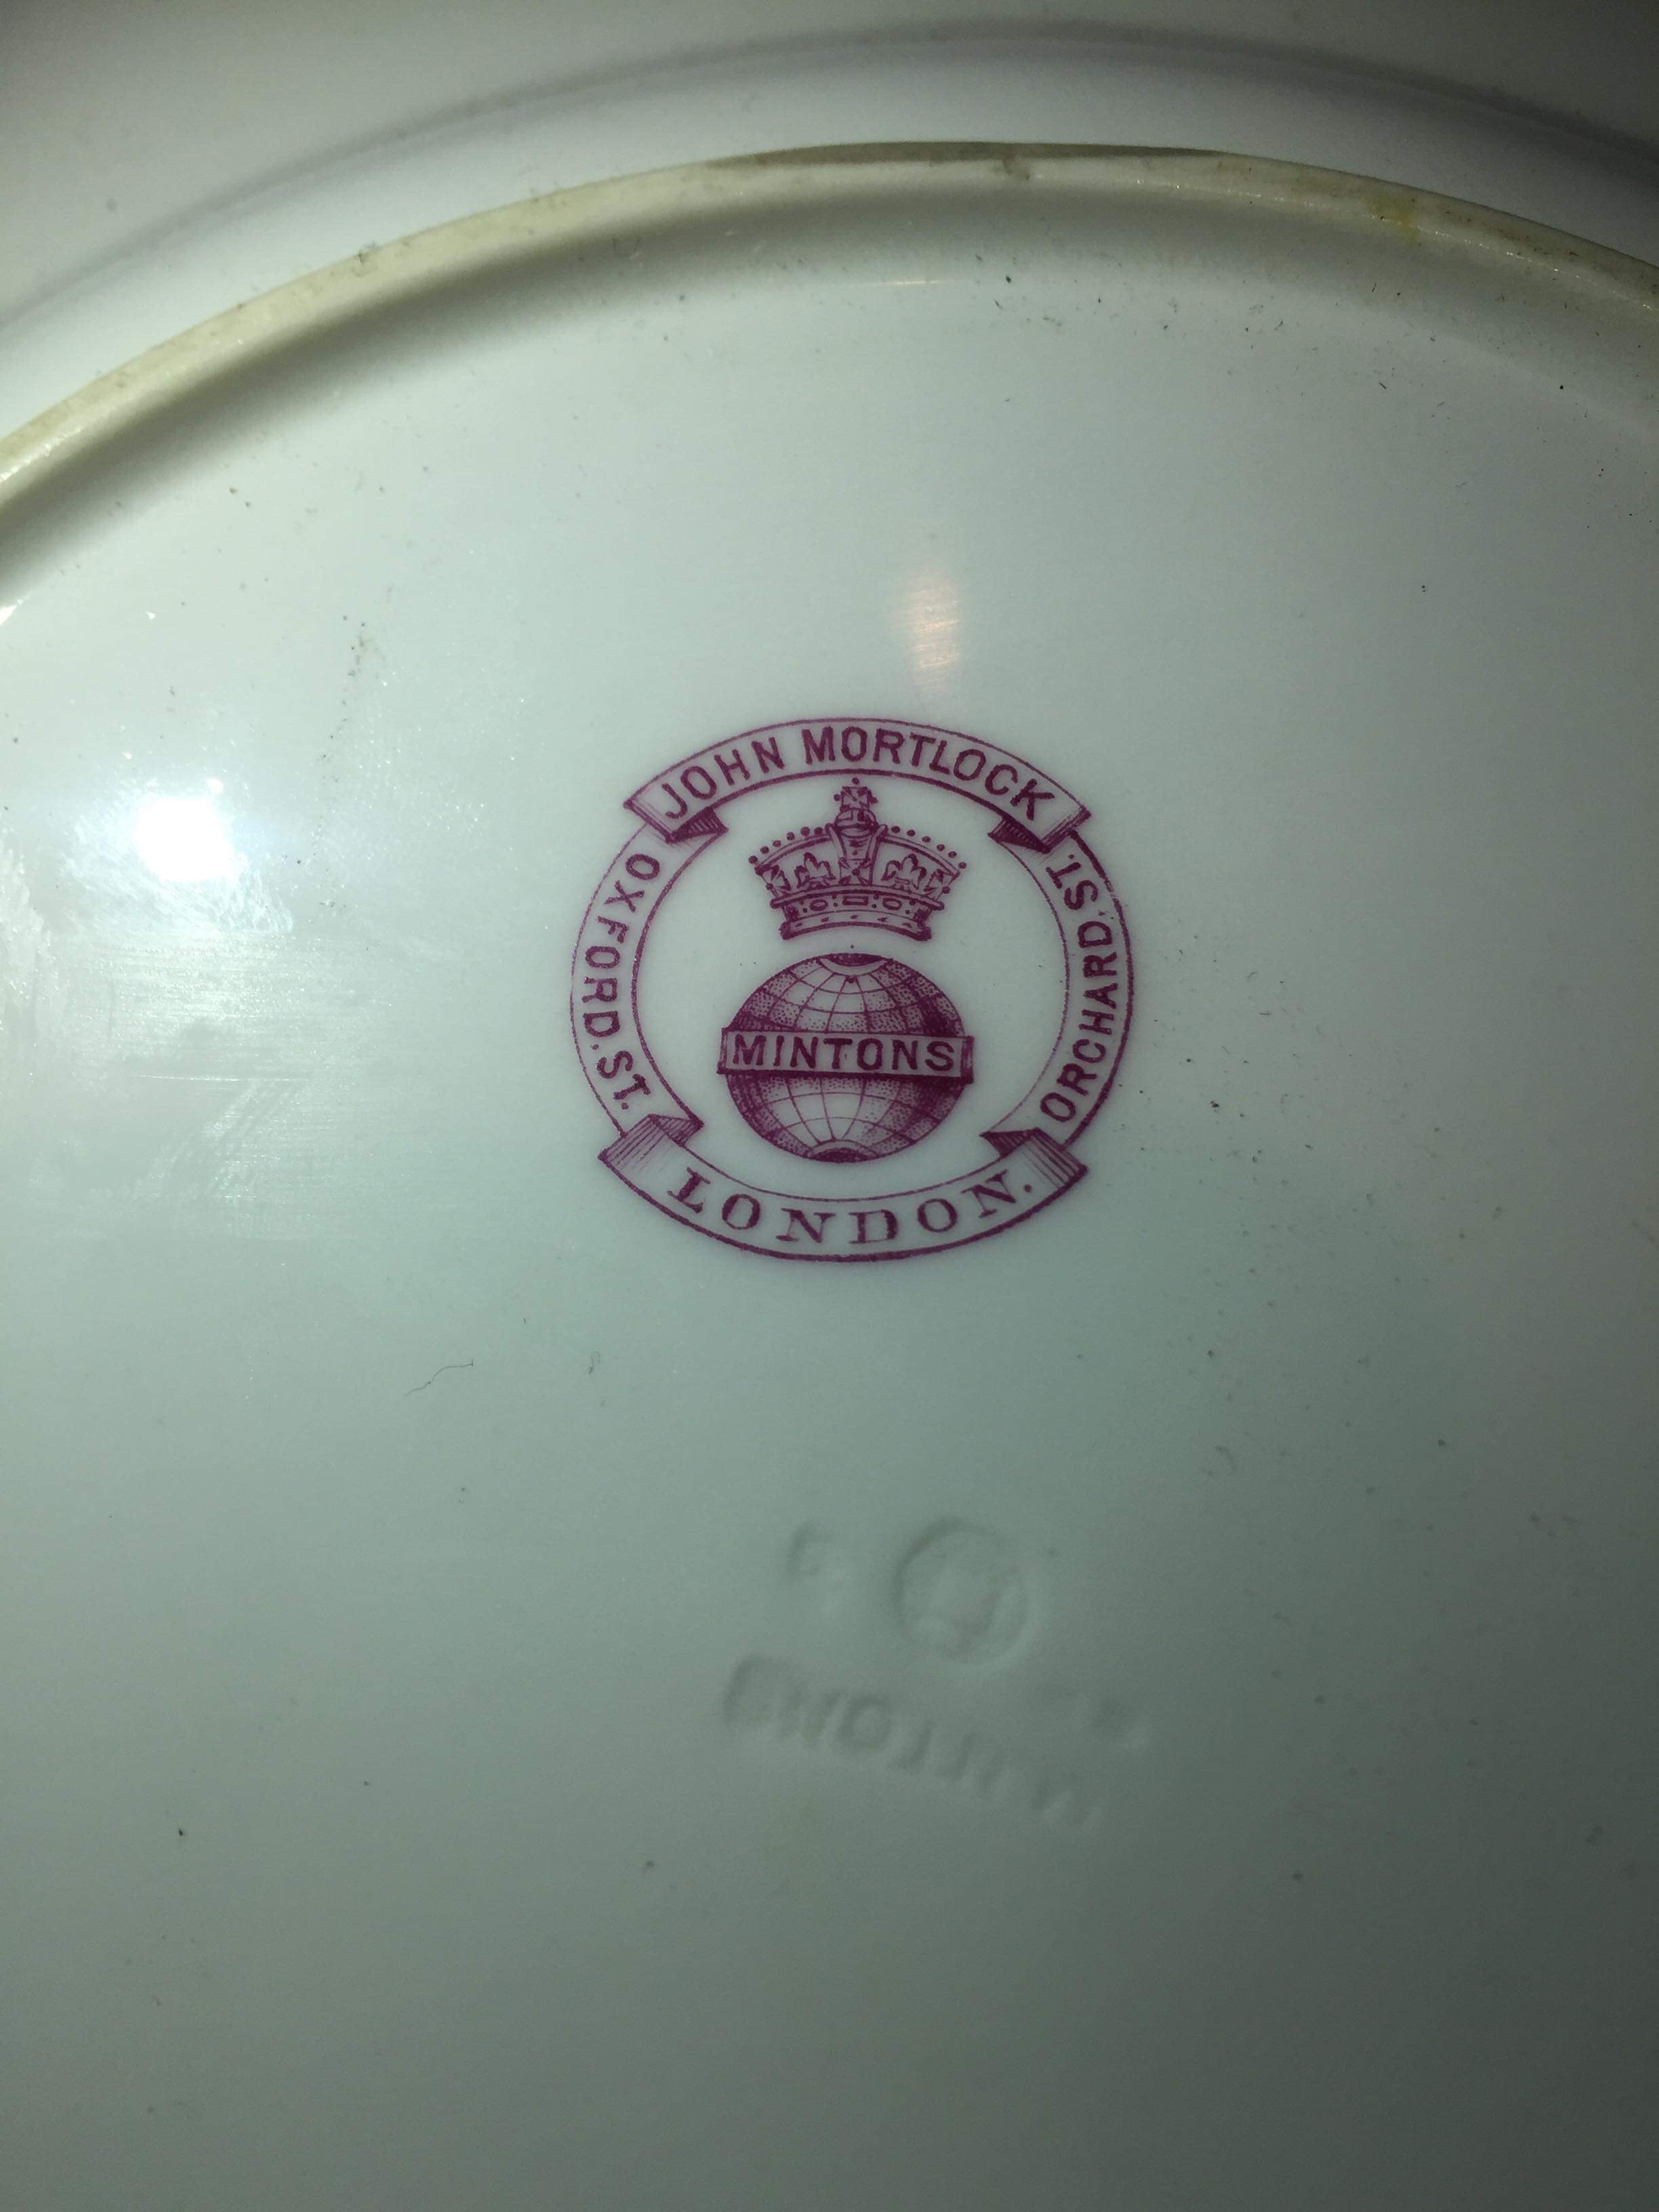 JOHN MORTLOCK
OXFORD. ST.
ORCHARD. ST.
MINTONS
LONDON.